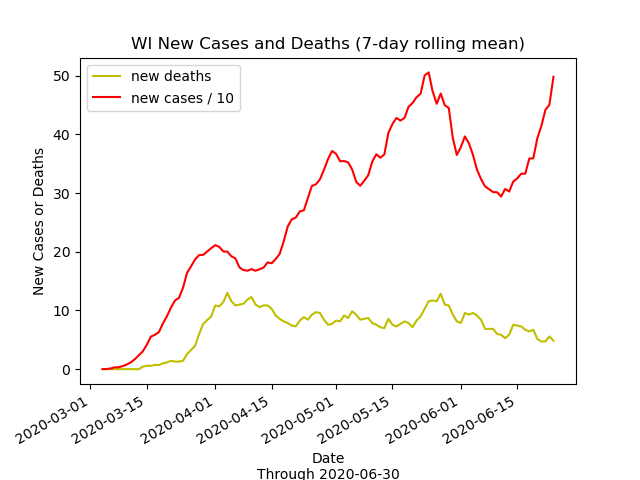 WI New Cases and Deaths (7-day rolling mean)
new deaths
new cases / 10
New Cases or Deaths
50
40
30
20
10
0
2020-03-01
2020-03-15
2020-04-01
2020-04-15
2020-05-01
2020-05-15
2020-06-01
2020-06-15
Date
Through 2020-06-30